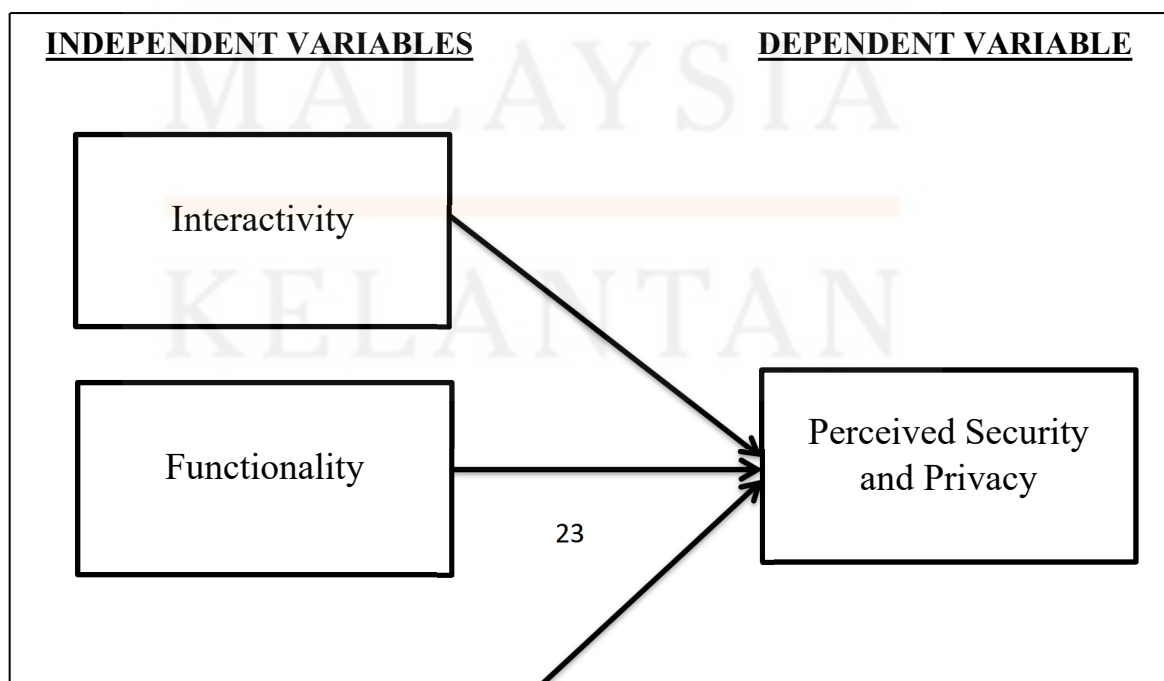 INDEPENDENT VARIABLES
DEPENDENT VARIABLE
MALAYSIA
Interactivity
KELANTAN
Functionality
Perceived Security
and Privacy
23